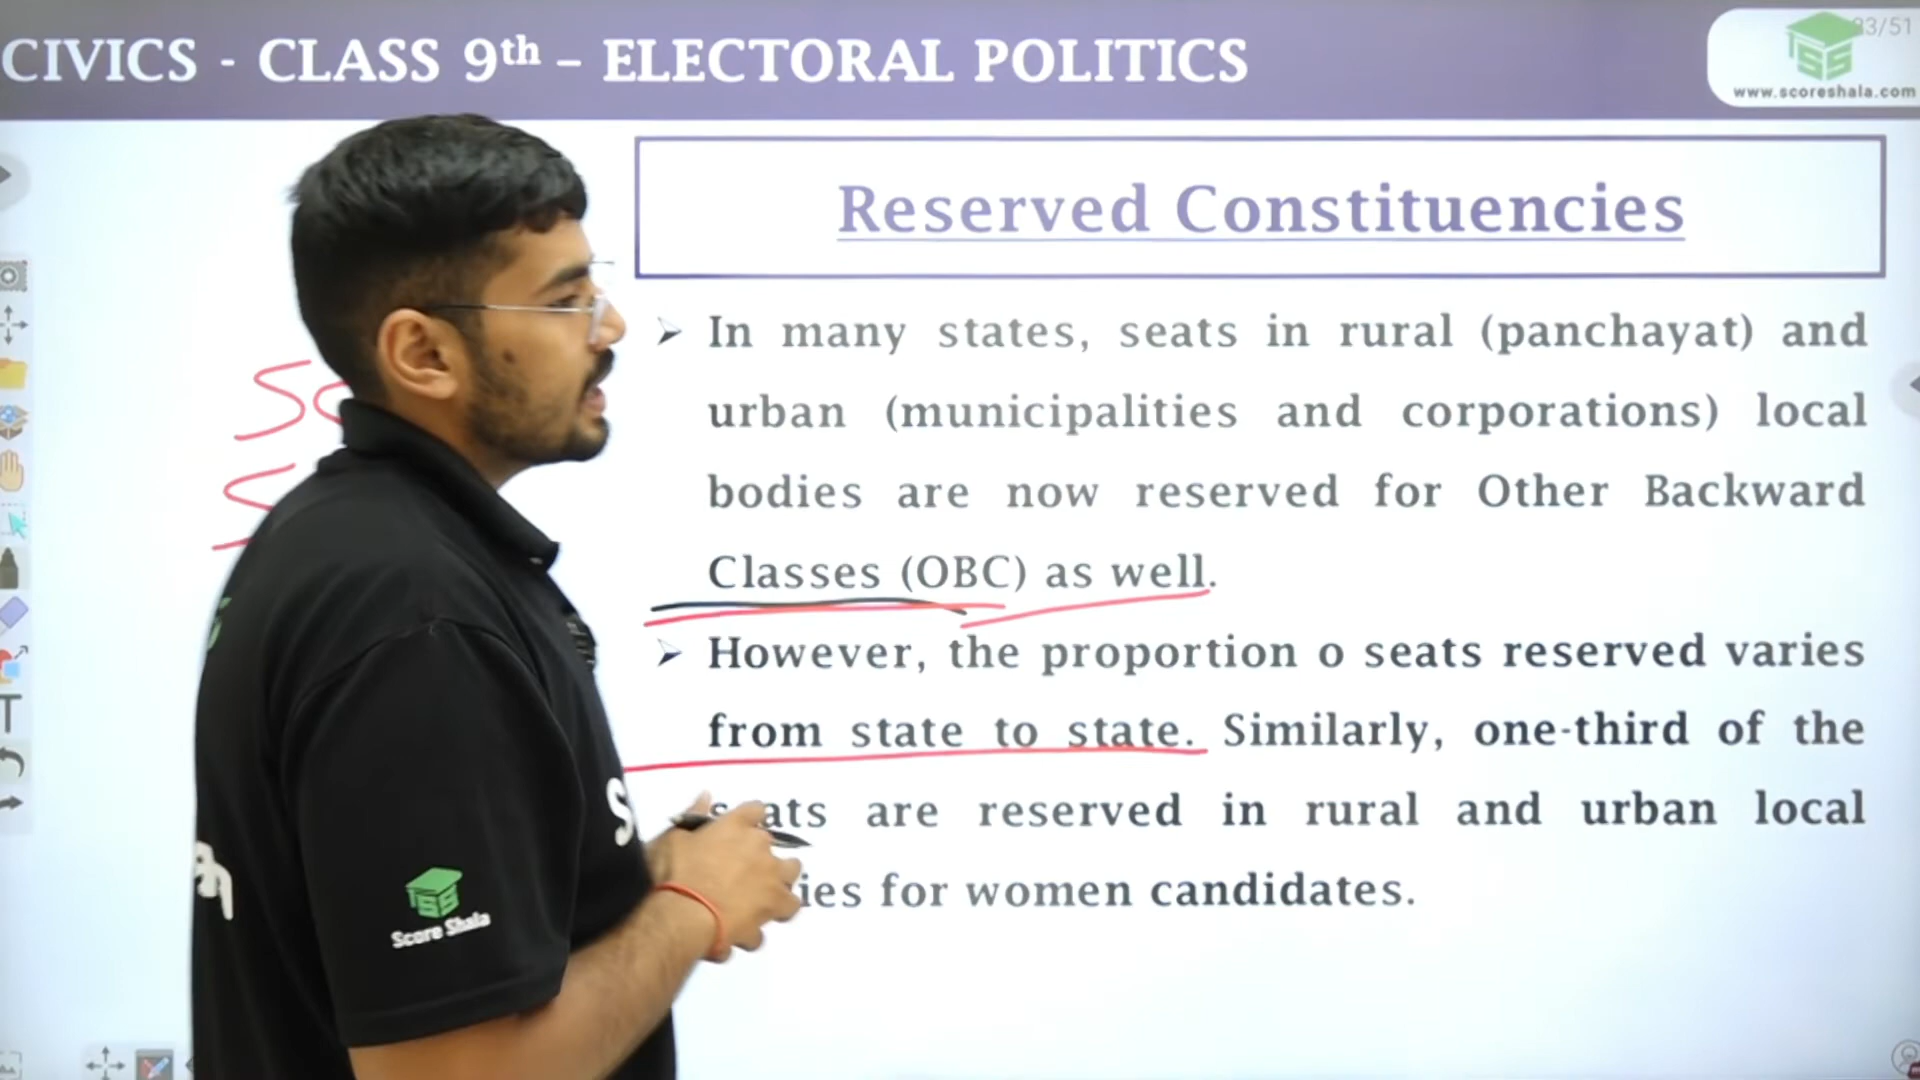 CIVICS - CLASS 9th – ELECTORAL POLITICS
/51
www.scoreshala.com
Reserved Constituencies
In many states, seats in rural (panchayat) and
urban (municipalities and corporations) local
bodies are now reserved for Other Backward
Classes (OBC) as well.
However, the proportion o seats reserved varies
from state to state. Similarly, one-third of the
seats are reserved in rural and urban local
ies for women candidates.
Score Shala